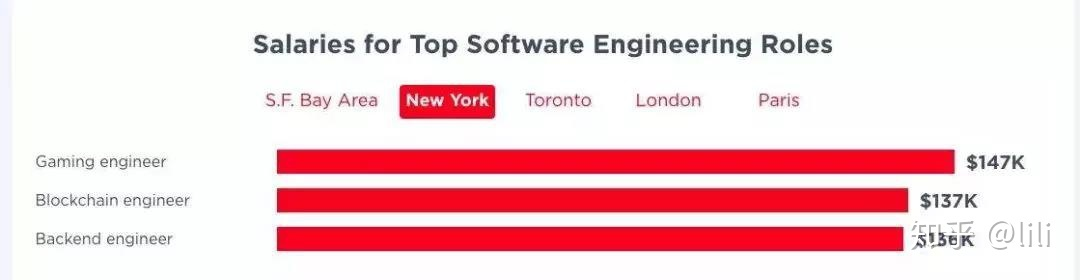 Salaries for Top Software Engineering Roles
S.F. Bay Area New York Toronto London Paris
Gaming engineer $147K
Blockchain engineer $137K
Backend engineer $136K
知乎 @lili